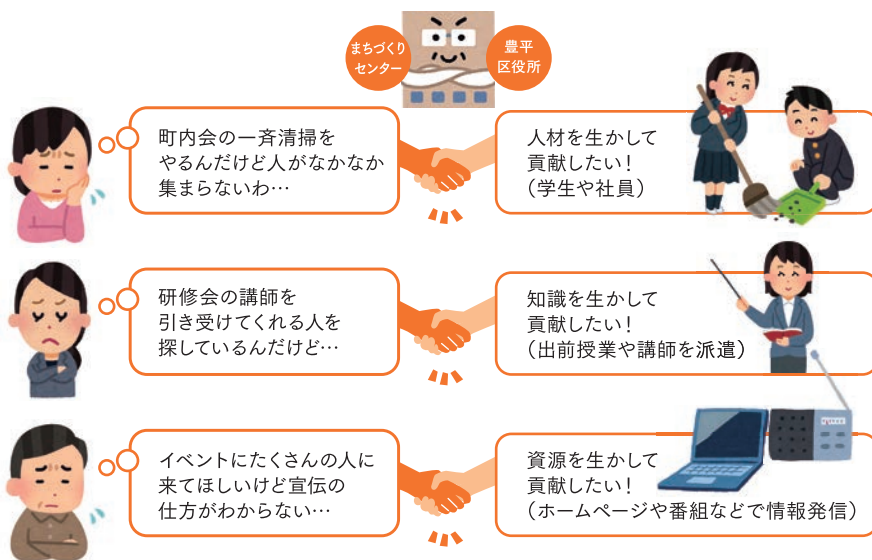 まちづくり
センター
豊平
区役所
町内会の一斉清掃を
やるんだけど人がなかなか
集まらないわ…
人材を生かして
貢献したい！
（学生や社員）
研修会の講師を
引き受けてくれる人を
探しているんだけど…
知識を生かして
貢献したい！
（出前授業や講師を派遣）
イベントにたくさんの人に
来てほしいけど宣伝の
仕方がわからない…
資源を生かして
貢献したい！
（ホームページや番組などで情報発信）